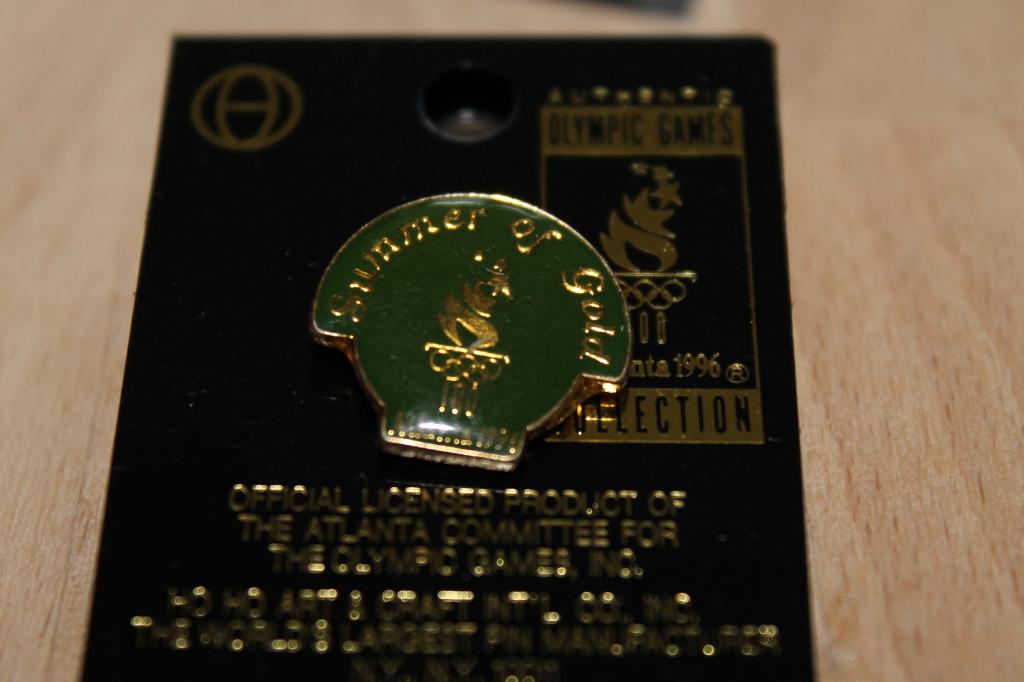 AUTHENTIC
OLYMPIC GAMES
Summer of Gold
nta 1996 ®
COLLECTION
OFFICIAL LICENSED PRODUCT OF
THE ATLANTA COMMITTEE FOR
THE OLYMPIC GAMES, INC.
HO HO ART & CRAFT INT'L. CO. INC.
THE WORLD'S LARGEST PIN MANUFACTURER
N.Y., N.Y.